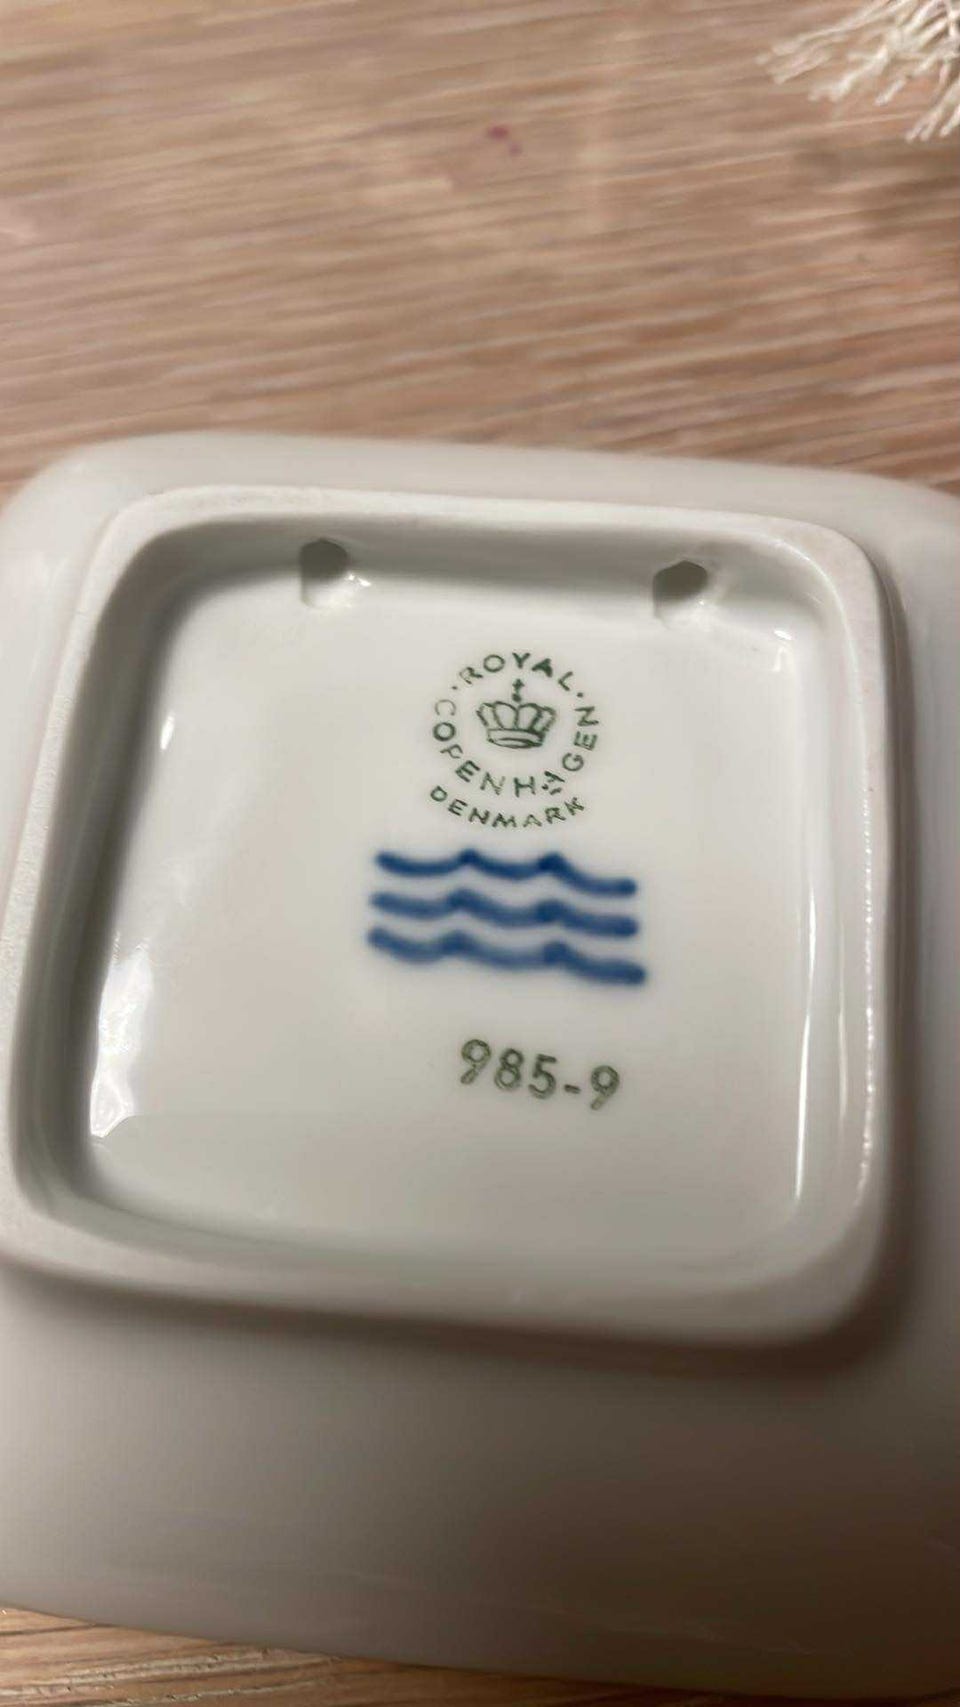 ROYAL
COPENHAGEN
DENMARK
985-9